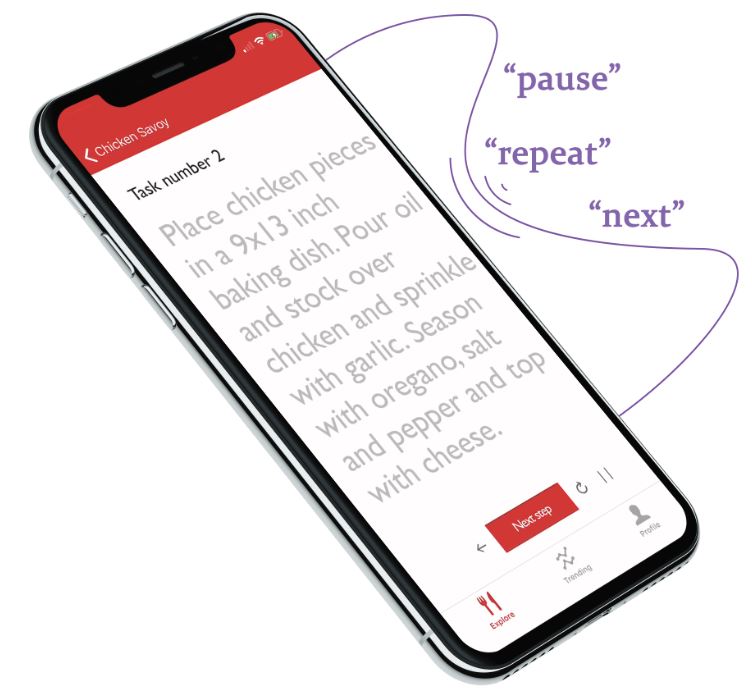 Chicken Savoy
Task number 2
Place chicken pieces
in a 9x13 inch
baking dish. Pour oil
and stock over
chicken and sprinkle
with garlic. Season
with oregano, salt
and pepper and top
with cheese.
Next step
Explore
Trending
Profile
“pause”
“repeat”
“next”